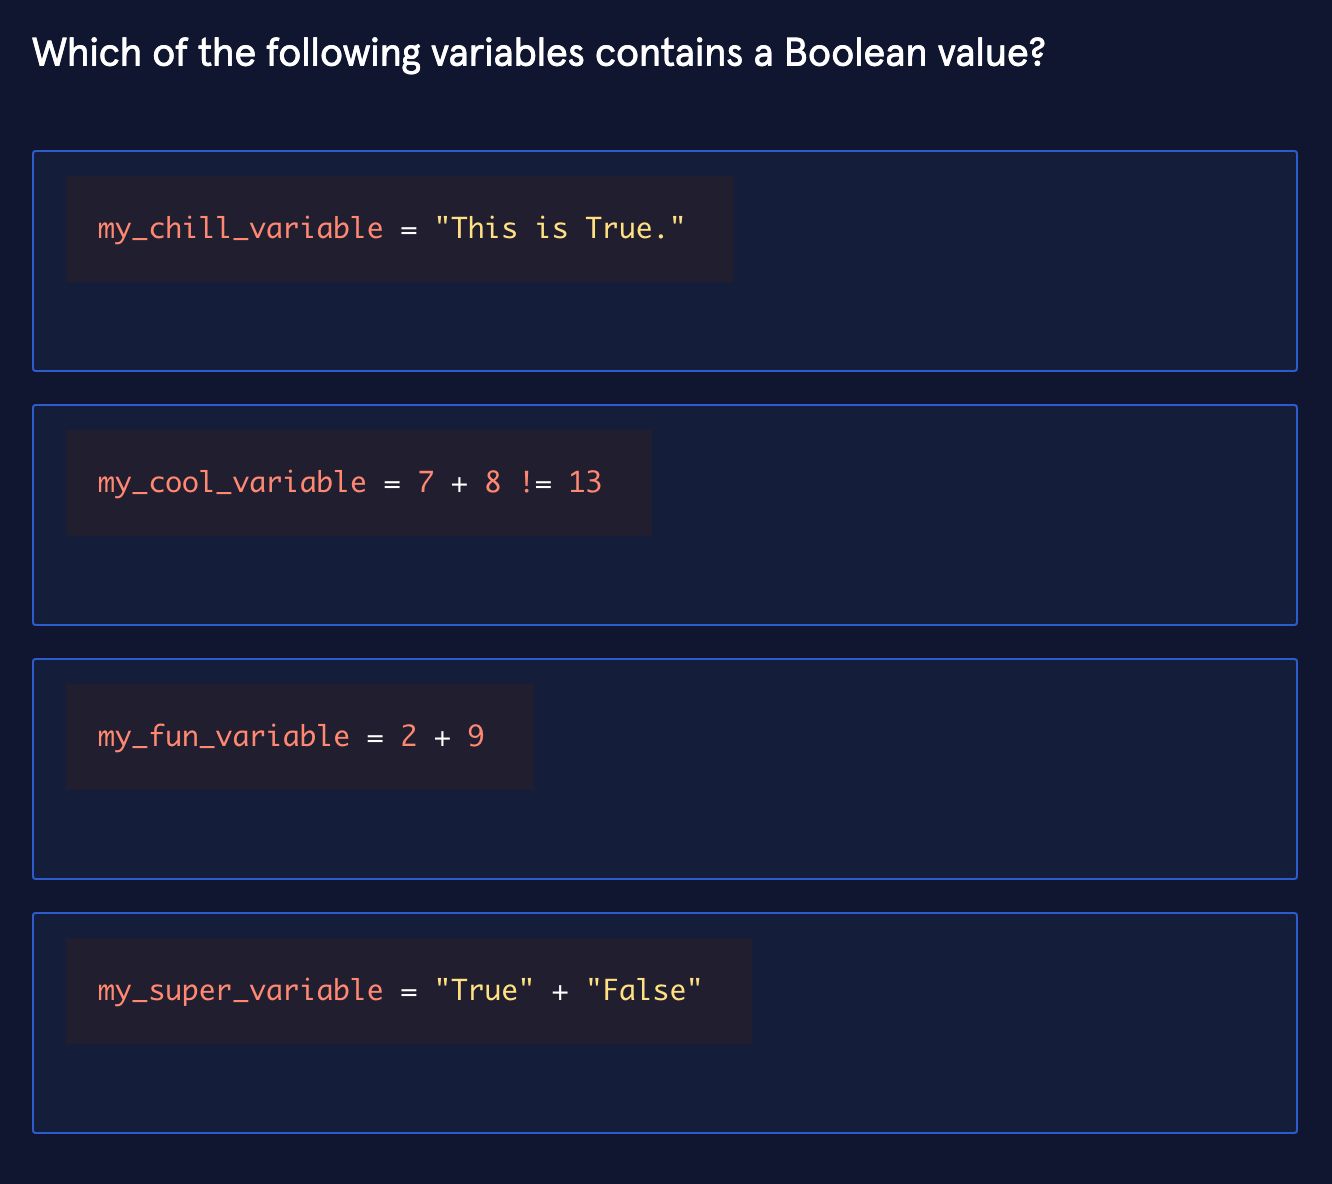 Which of the following variables contains a Boolean value?
my_chill_variable = "This is True."
my_cool_variable = 7 + 8 != 13
my_fun_variable = 2 + 9
my_super_variable = "True" + "False"